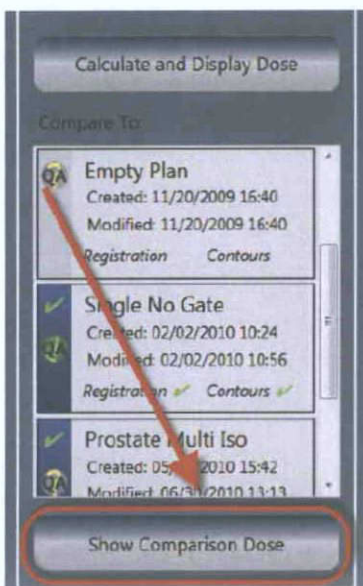 Calculate and Display Dose
Compare To:
QA Empty Plan
Created: 11/20/2009 16:40
Modified: 11/20/2009 16:40
Registration Contours
Single No Gate
Created: 02/02/2010 10:24
QA Modified: 02/02/2010 10:56
Registration Contours
Prostate Multi Iso
Created: 2010 15:42
QA Modified: 06/30/2010 13:13
Show Comparison Dose